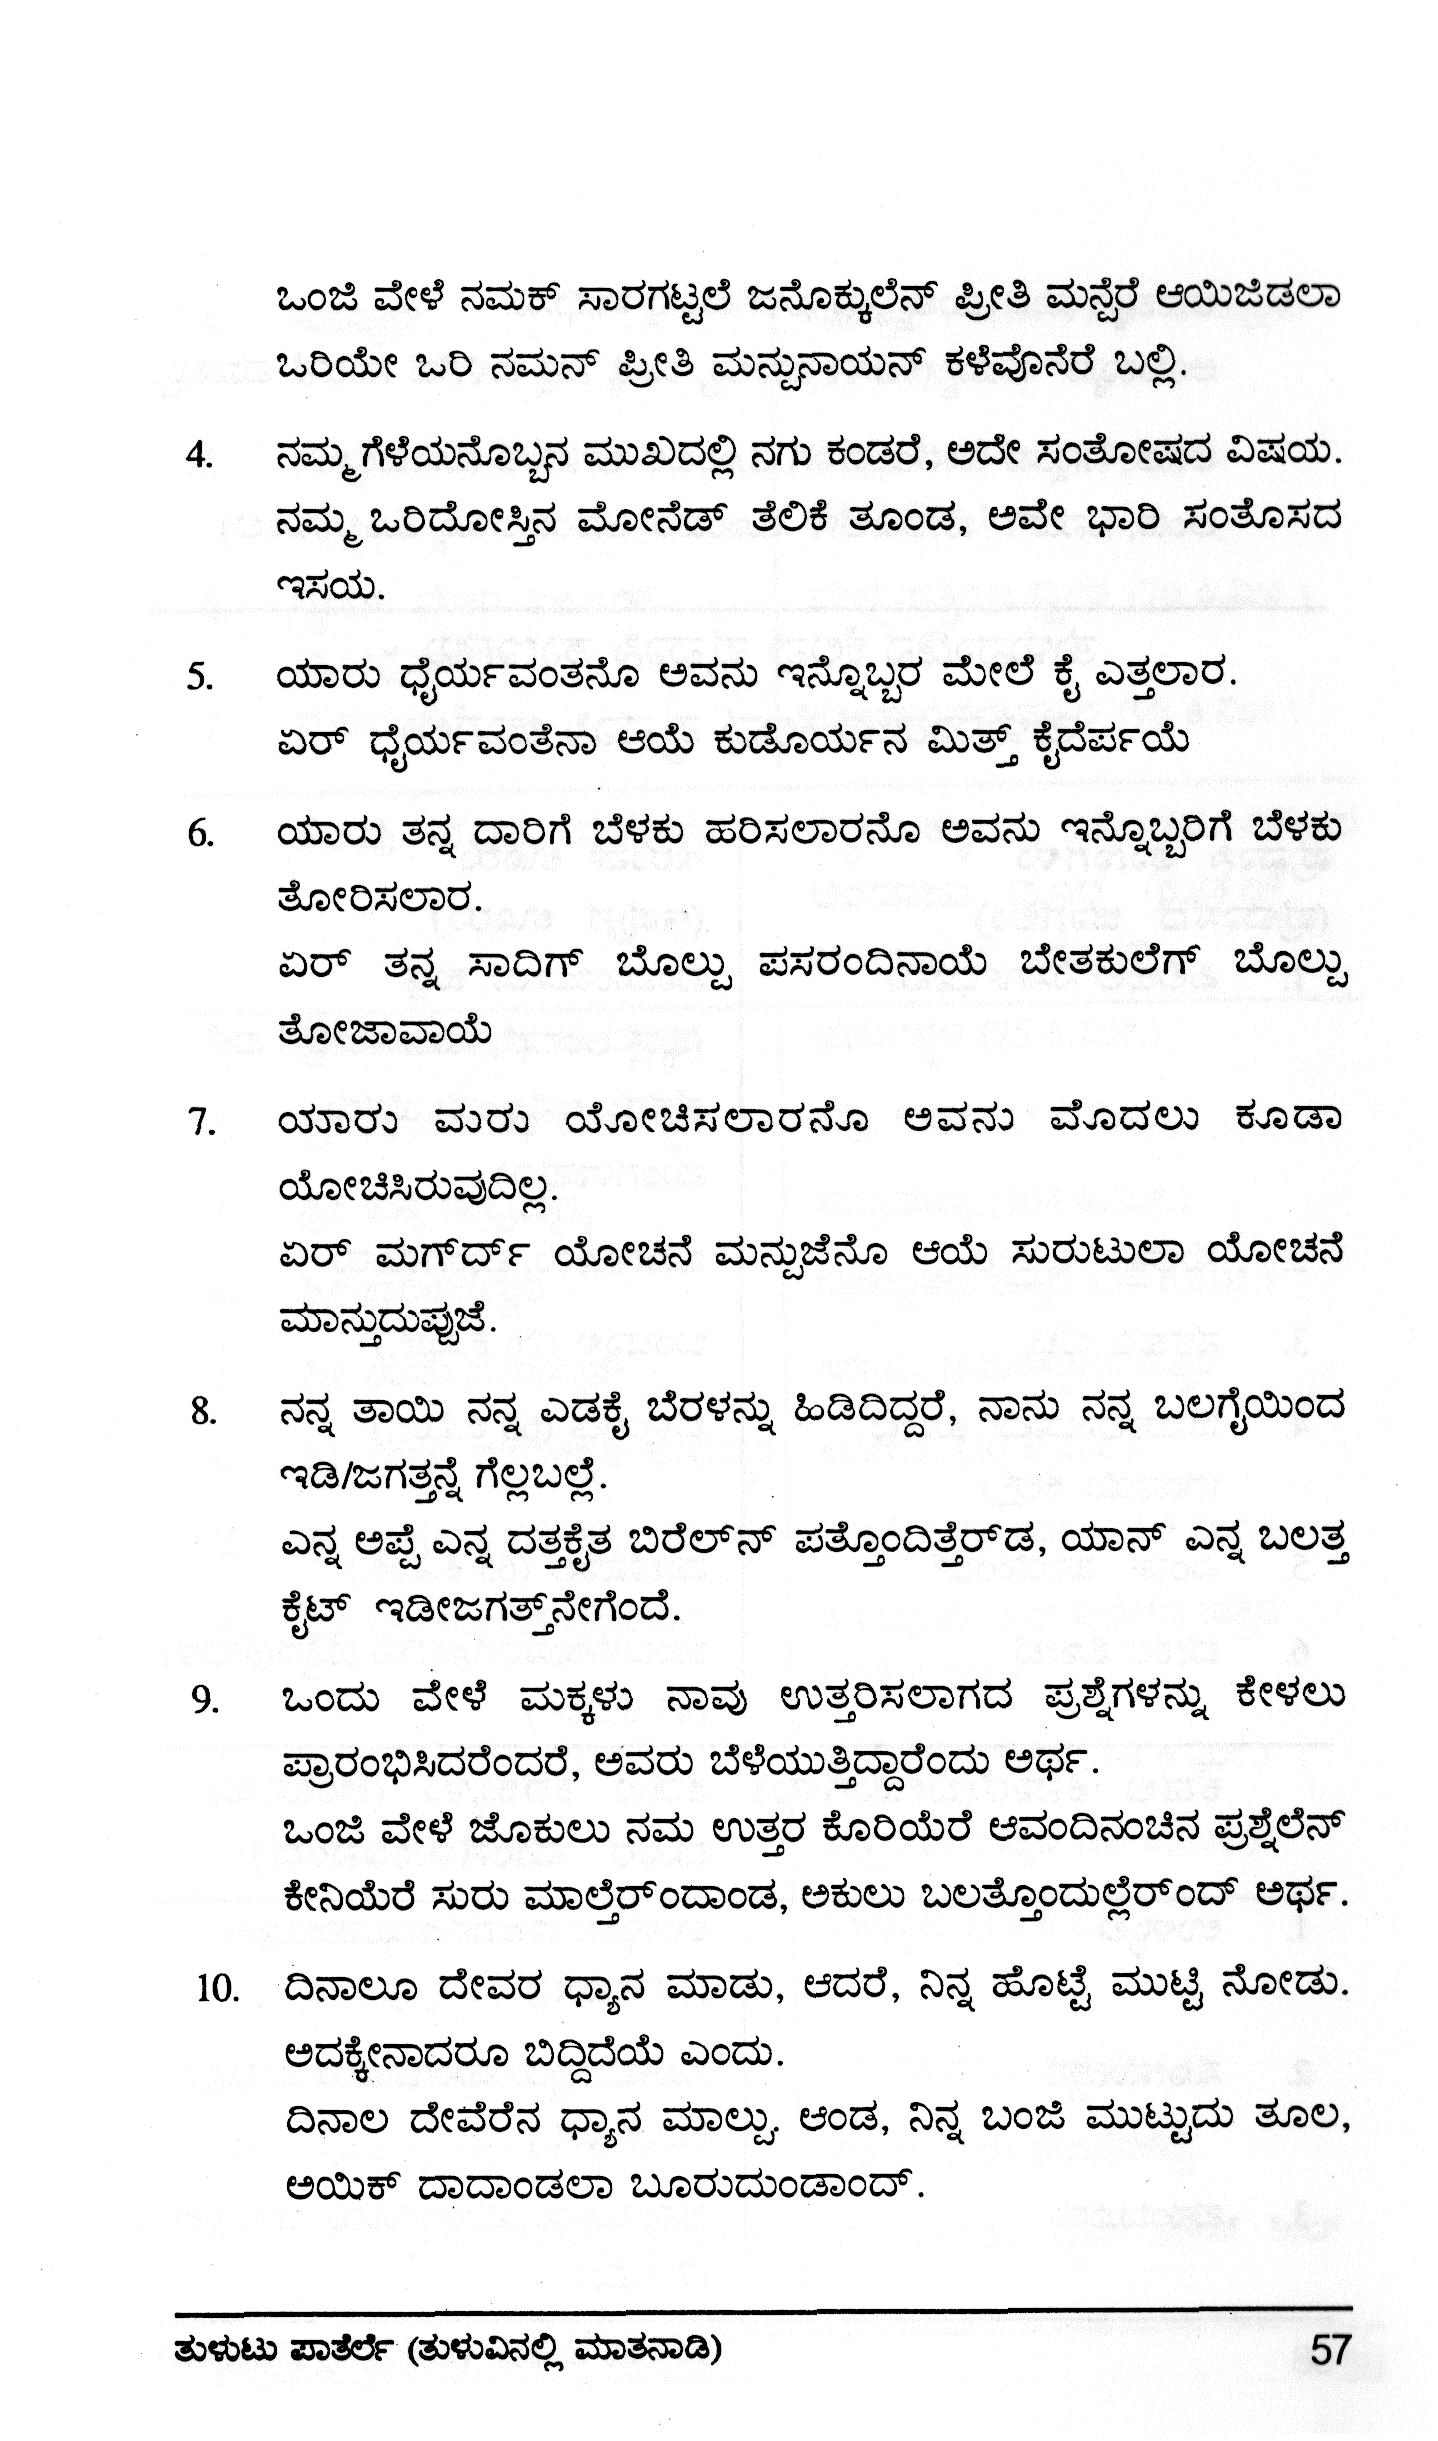 ಒಂಜಿ ವೇಳೆ ನಮಕ್ ಸಾರಗಟ್ಟಲೆ ಜನೊಕ್ಕುಲೆನ್ ಪ್ರೀತಿ ಮನ್ಪೆರೆ ಆಯಿಜಿಡಲಾ
ಒರಿಯೇ ಒರಿ ನಮನ್ ಪ್ರೀತಿ ಮನ್ಪುನಾಯನ್ ಕಳೆವೊನೆರೆ ಬಲ್ಲಿ.
4. ನಮ್ಮ ಗೆಳೆಯನೊಬ್ಬನ ಮುಖದಲ್ಲಿ ನಗು ಕಂಡರೆ, ಅದೇ ಸಂತೋಷದ ವಿಷಯ.
ನಮ್ಮ ಒರಿದೋಸ್ತಿನ ಮೋನೆಡ್ ತೆಲಿಕೆ ತೂಂಡ, ಅವೇ ಭಾರಿ ಸಂತೊಸದ
ಇಸಯ.
5. ಯಾರು ಧೈರ್ಯವಂತನೊ ಅವನು ಇನ್ನೊಬ್ಬರ ಮೇಲೆ ಕೈ ಎತ್ತಲಾರ.
ಏರ್ ಧೈರ್ಯವಂತೆನಾ ಆಯೆ ಕುಡೊರ್ಯನ ಮಿತ್ತ್ ಕೈದೆರ್ಪಯೆ
6. ಯಾರು ತನ್ನ ದಾರಿಗೆ ಬೆಳಕು ಹರಿಸಲಾರನೊ ಅವನು ಇನ್ನೊಬ್ಬರಿಗೆ ಬೆಳಕು
ತೋರಿಸಲಾರ.
ಏರ್ ತನ್ನ ಸಾದಿಗ್ ಬೊಲ್ಪು ಪಸರಂದಿನಾಯೆ ಬೇತಕುಲೆಗ್ ಬೊಲ್ಪು
ತೋಜಾವಾಯೆ
7. ಯಾರು ಮರು ಯೋಚಿಸಲಾರನೊ ಅವನು ಮೊದಲು ಕೂಡಾ
ಯೋಚಿಸಿರುವುದಿಲ್ಲ.
ಏರ್ ಮರ್ಗ್‌ದ್ ಯೋಚನೆ ಮನ್ಪುಜೆನೊ ಆಯೆ ಸುರುಟುಲಾ ಯೋಚನೆ
ಮಾನ್ತುದುಪ್ಪುಜೆ.
8. ನನ್ನ ತಾಯಿ ನನ್ನ ಎಡಕೈ ಬೆರಳನ್ನು ಹಿಡಿದಿದ್ದರೆ, ನಾನು ನನ್ನ ಬಲಗೈಯಿಂದ
ಇಡಿ/ಜಗತ್ತನ್ನೆ ಗೆಲ್ಲಬಲ್ಲೆ.
ಎನ್ನ ಅಪ್ಪೆ ಎನ್ನ ದತ್ತಕೈತ ಬಿರೆಲ್‌ನ್ ಪತ್ತೊಂದಿತ್ತೆರ್‌ಡ, ಯಾನ್ ಎನ್ನ ಬಲತ್ತ
ಕೈಟ್ ಇಡೀಜಗತ್ತ್‌ನೇಗೆಂದೆ.
9. ಒಂದು ವೇಳೆ ಮಕ್ಕಳು ನಾವು ಉತ್ತರಿಸಲಾಗದ ಪ್ರಶ್ನೆಗಳನ್ನು ಕೇಳಲು
ಪ್ರಾರಂಭಿಸಿದರೆಂದರೆ, ಅವರು ಬೆಳೆಯುತ್ತಿದ್ದಾರೆಂದು ಅರ್ಥ.
ಒಂಜಿ ವೇಳೆ ಜೊಕುಲು ನಮ ಉತ್ತರ ಕೊರಿಯೆರೆ ಆವಂದಿನಂಚಿನ ಪ್ರಶ್ನೆಲೆನ್
ಕೇನಿಯೆರೆ ಸುರು ಮಾಲ್ತೆರ್‌ಂದಾಂಡ, ಅಕುಲು ಬಲತ್ತೊಂದುಲ್ಲೆರ್‌ಂದ್ ಅರ್ಥ.
10. ದಿನಾಲೂ ದೇವರ ಧ್ಯಾನ ಮಾಡು, ಆದರೆ, ನಿನ್ನ ಹೊಟ್ಟೆ ಮುಟ್ಟಿ ನೋಡು.
ಅದಕ್ಕೇನಾದರೂ ಬಿದ್ದಿದೆಯೆ ಎಂದು.
ದಿನಾಲ ದೇವೆರೆನ ಧ್ಯಾನ ಮಾಲ್ಪು. ಆಂಡ, ನಿನ್ನ ಬಂಜಿ ಮುಟ್ಟುದು ತೂಲ,
ಅಯಿಕ್ ದಾದಾಂಡಲಾ ಬೂರುದುಂಡಾಂದ್.
ತುಳುಟು ಪಾತೆರ್ಲೆ (ತುಳುವಿನಲ್ಲಿ ಮಾತನಾಡಿ) 57